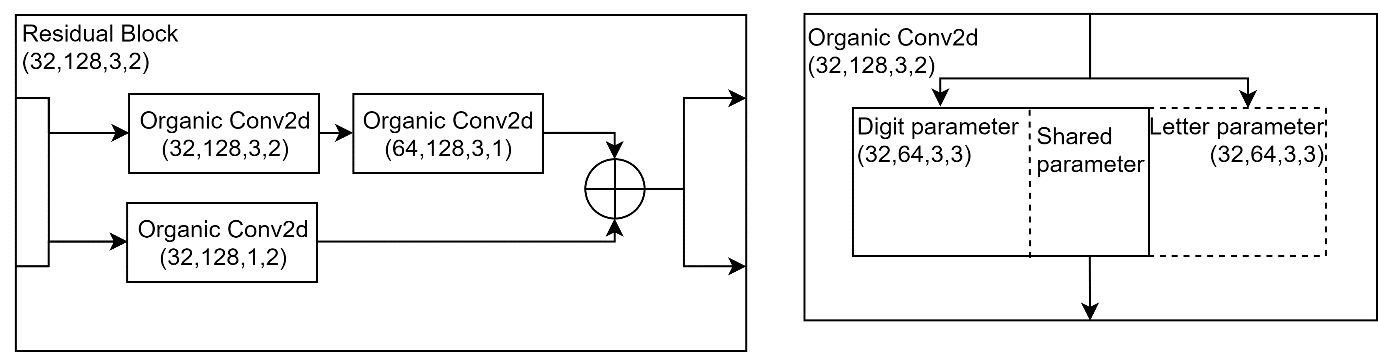 Residual Block
(32,128,3,2)
Organic Conv2d
(32,128,3,2)
Organic Conv2d
(64,128,3,1)
Organic Conv2d
(32,128,1,2)
Organic Conv2d
(32,128,3,2)
Digit parameter
(32,64,3,3)
Shared
parameter
Letter parameter
(32,64,3,3)